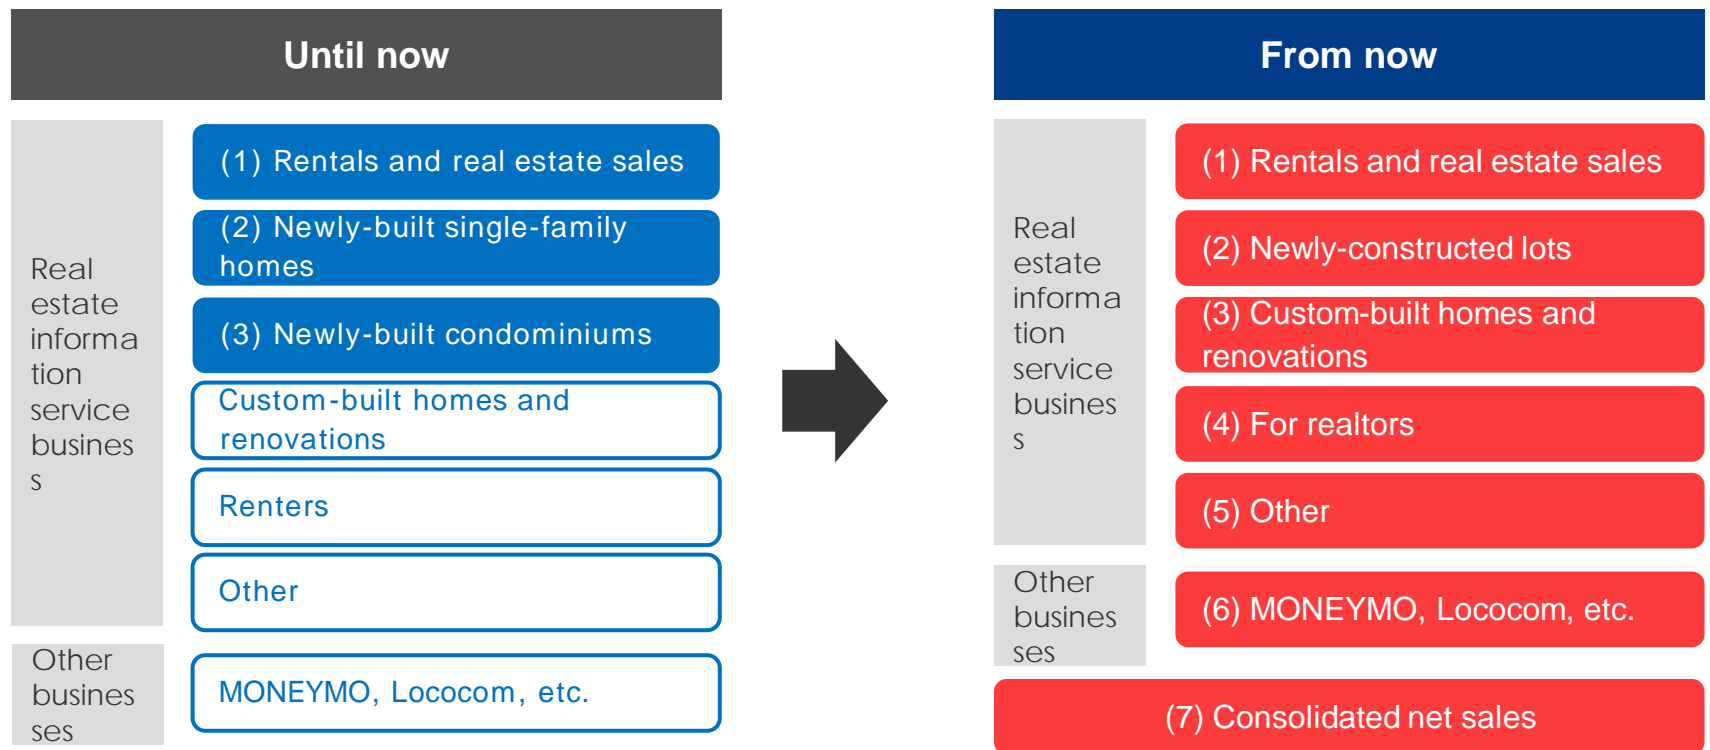 Until now
Real
estate
informa
tion
service
busines
s
(1) Rentals and real estate sales
(2) Newly-built single-family
homes
(3) Newly-built condominiums
Custom-built homes and
renovations
Renters
Other
Other
busines
ses
MONEYMO, Lococom, etc.
From now
Real
estate
informa
tion
service
busines
s
(1) Rentals and real estate sales
(2) Newly-constructed lots
(3) Custom-built homes and
renovations
(4) For realtors
(5) Other
Other
busines
ses
(6) MONEYMO, Lococom, etc.
(7) Consolidated net sales